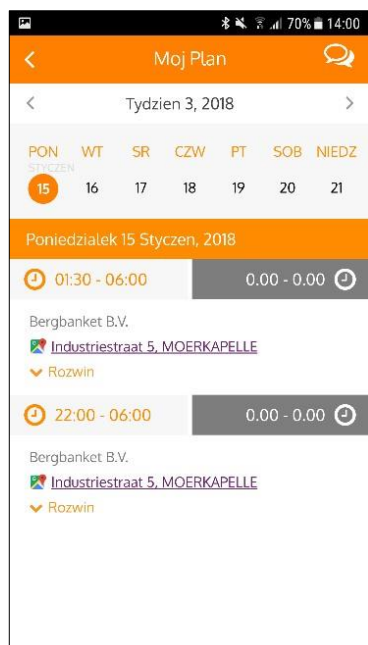 70% 14:00
Moj Plan
Tydzien 3, 2018
PON WT SR CZW PT SOB NIEDZ
STYCZEN
15 16 17 18 19 20 21
Poniedzialek 15 Styczen, 2018
01:30 - 06:00 0.00 - 0.00
Bergbanket B.V.
Industriestraat 5, MOERKAPELLE
Rozwin
22:00 - 06:00 0.00 - 0.00
Bergbanket B.V.
Industriestraat 5, MOERKAPELLE
Rozwin